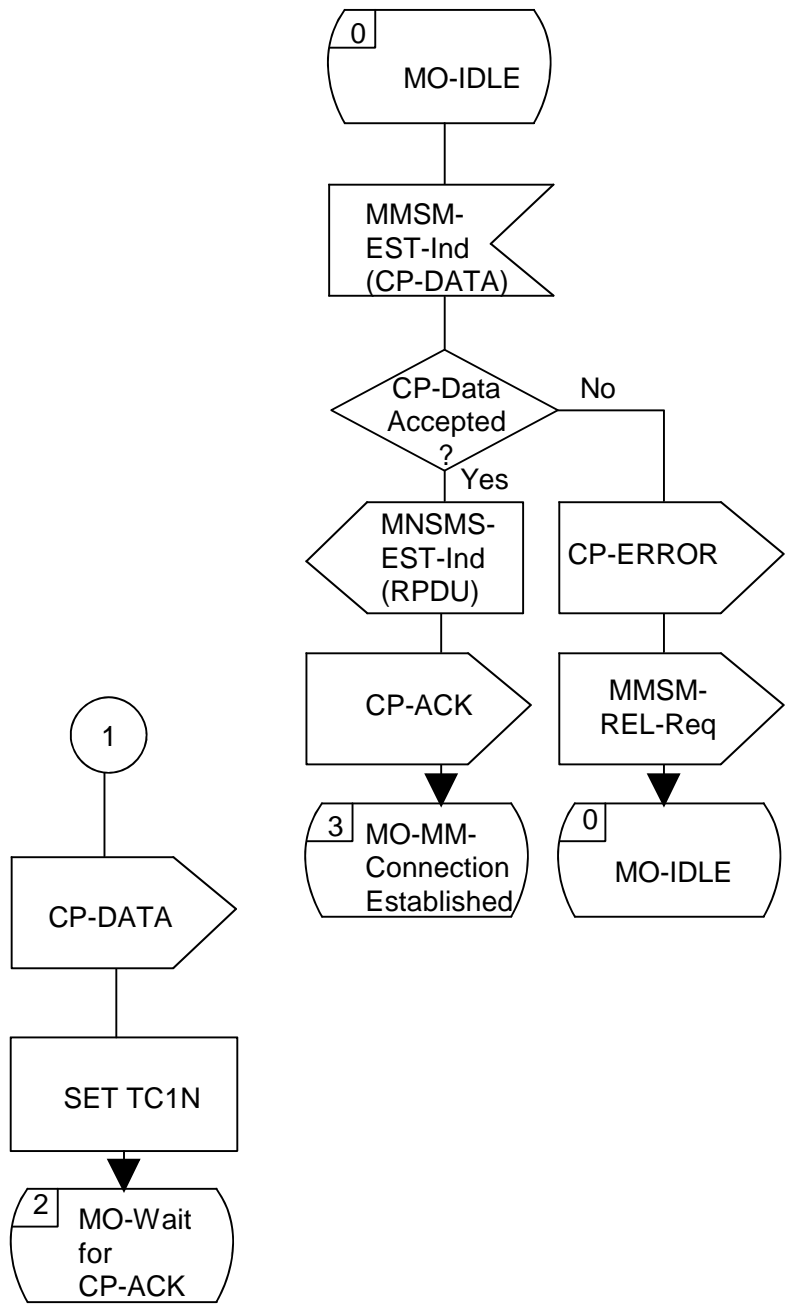 0
MO-IDLE
MMSM-
EST-Ind
(CP-DATA)
CP-Data
Accepted
?
No
Yes
MNSMS-
EST-Ind
(RPDU)
CP-ERROR
CP-ACK
MMSM-
REL-Req
3
MO-MM-
Connection
Established
0
MO-IDLE
1
CP-DATA
SET TC1N
2
MO-Wait
for
CP-ACK